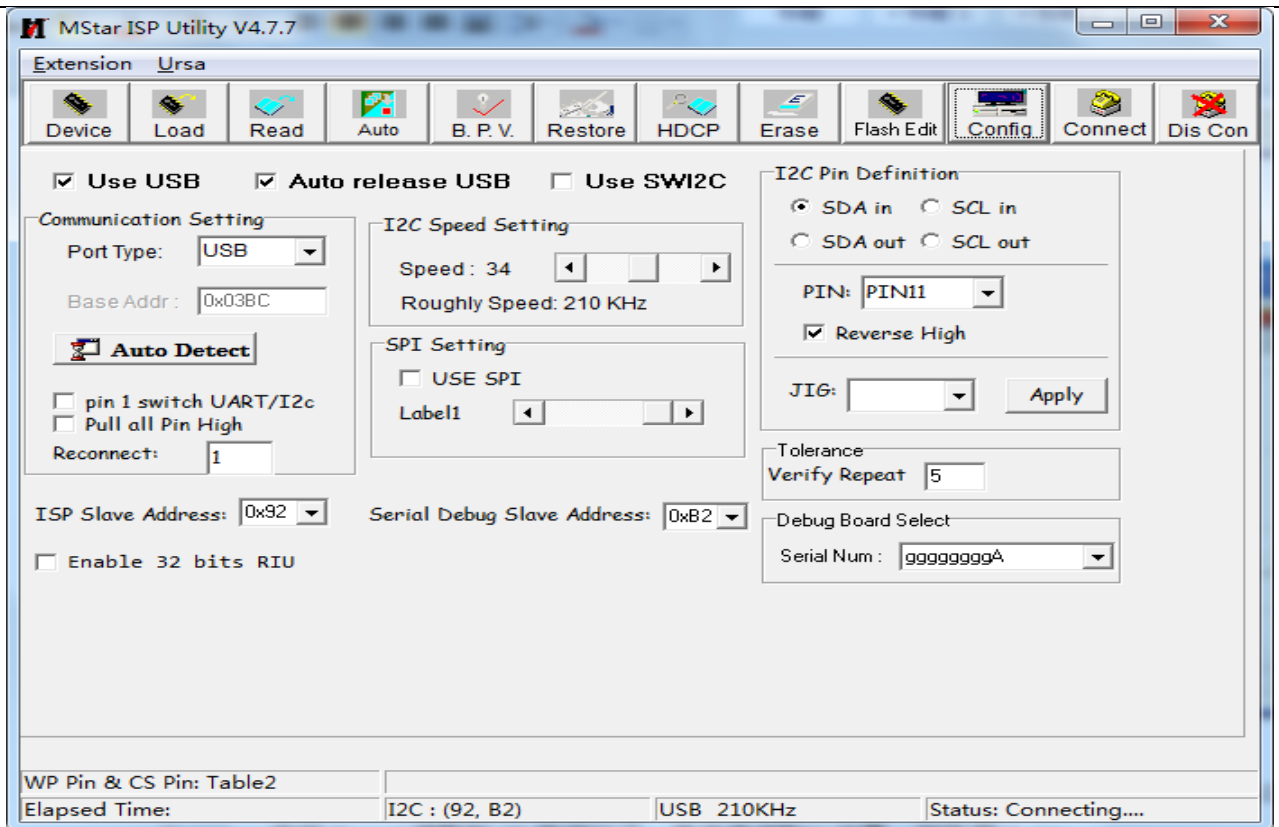 MStar ISP Utility V4.7.7
Extension Ursa
Device Load Read Auto B. P. V. Restore HDCP Erase Flash Edit Config Connect Dis Con
Use USB Auto release USB Use SWI2C
Communication Setting
Port Type: USB
Base Addr : 0x03BC
Auto Detect
pin 1 switch UART/I2c
Pull all Pin High
Reconnect: 1
I2C Speed Setting
Speed : 34
Roughly Speed: 210 KHz
SPI Setting
USE SPI
Label1
I2C Pin Definition
SDA in SCL in
SDA out SCL out
PIN: PIN11
Reverse High
JIG: Apply
Tolerance
Verify Repeat 5
ISP Slave Address: 0x92 Serial Debug Slave Address: 0xB2
Debug Board Select
Serial Num : ggggggggA
Enable 32 bits RIU
WP Pin & CS Pin: Table2
Elapsed Time: I2C : (92, B2) USB 210KHz Status: Connecting....